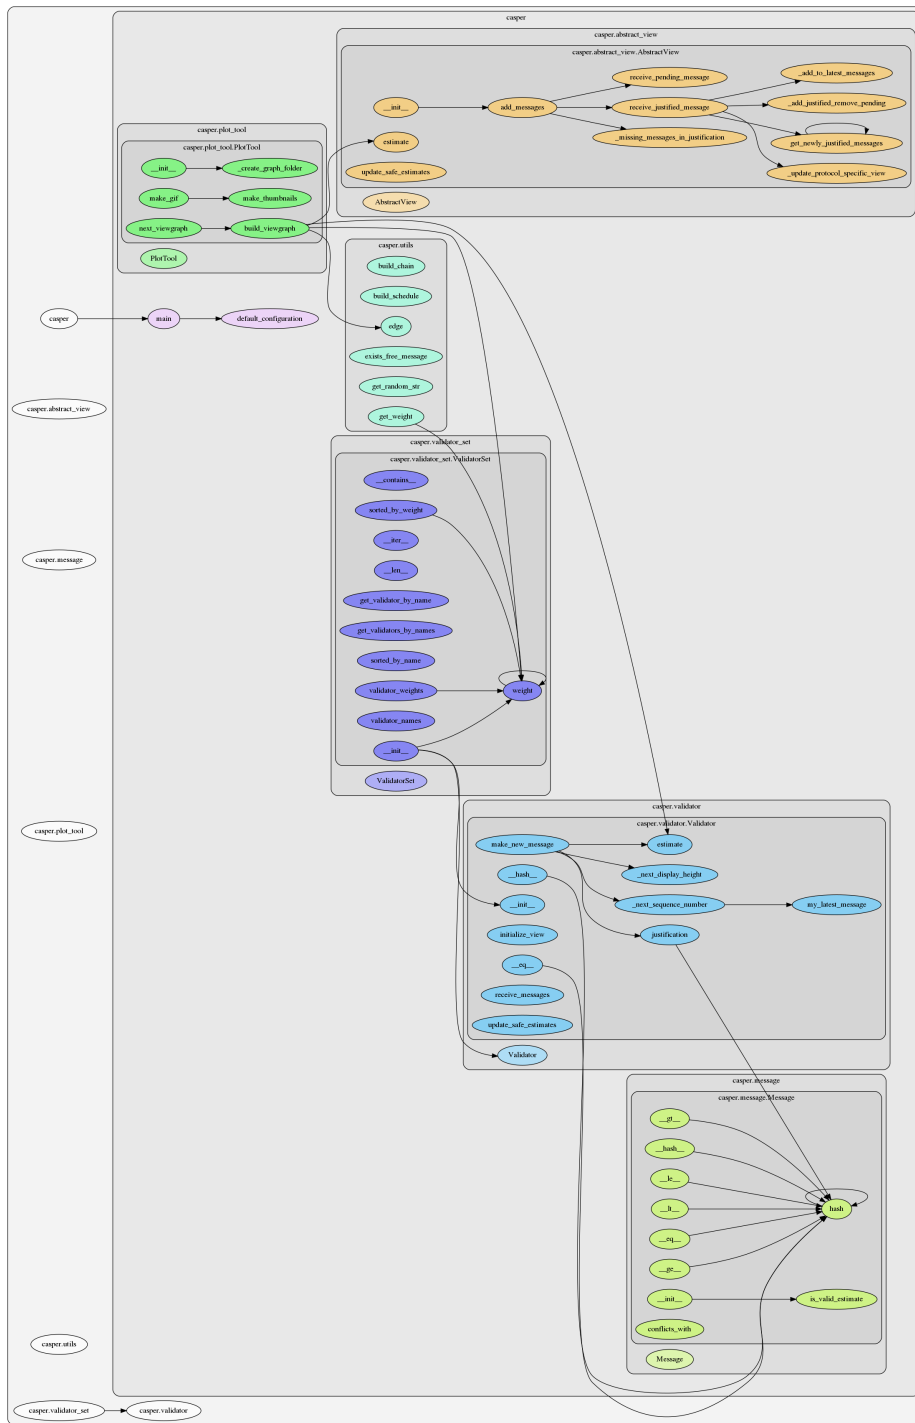 casper
casper.abstract_view
casper.abstract_view.AbstractView
receive_pending_message
_add_to_latest_messages
__init__
add_messages
receive_justified_message
_add_justified_remove_pending
_missing_messages_in_justification
get_newly_justified_messages
estimate
update_safe_estimates
_update_protocol_specific_view
AbstractView
casper.plot_tool
casper.plot_tool.PlotTool
__init__
_create_graph_folder
make_gif
make_thumbnails
next_viewgraph
build_viewgraph
PlotTool
casper.utils
build_chain
build_schedule
edge
exists_free_message
get_random_str
get_weight
casper
main
default_configuration
casper.abstract_view
casper.validator_set
casper.validator_set.ValidatorSet
__contains__
sorted_by_weight
__iter__
__len__
get_validator_by_name
get_validators_by_names
sorted_by_name
validator_weights
weight
validator_names
__init__
ValidatorSet
casper.message
casper.plot_tool
casper.validator
casper.validator.Validator
make_new_message
estimate
__hash__
_next_display_height
__init__
_next_sequence_number
my_latest_message
initialize_view
justification
__eq__
receive_messages
update_safe_estimates
Validator
casper.message
casper.message.Message
__gt__
__hash__
__le__
__lt__
hash
__eq__
__ge__
__init__
is_valid_estimate
conflicts_with
Message
casper.utils
casper.validator_set
casper.validator